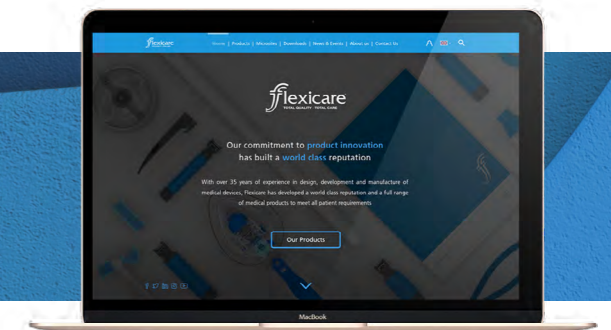 flexicare
Home | Products | Microsites | Downloads | News & Events | About us | Contact Us
flexicare
TOTAL QUALITY · TOTAL CARE
Our commitment to product innovation
has built a world class reputation
With over 35 years of experience in design, development and manufacture of
medical devices, Flexicare has developed a world class reputation and a full range
of medical products to meet all patient requirements
Our Products
MacBook